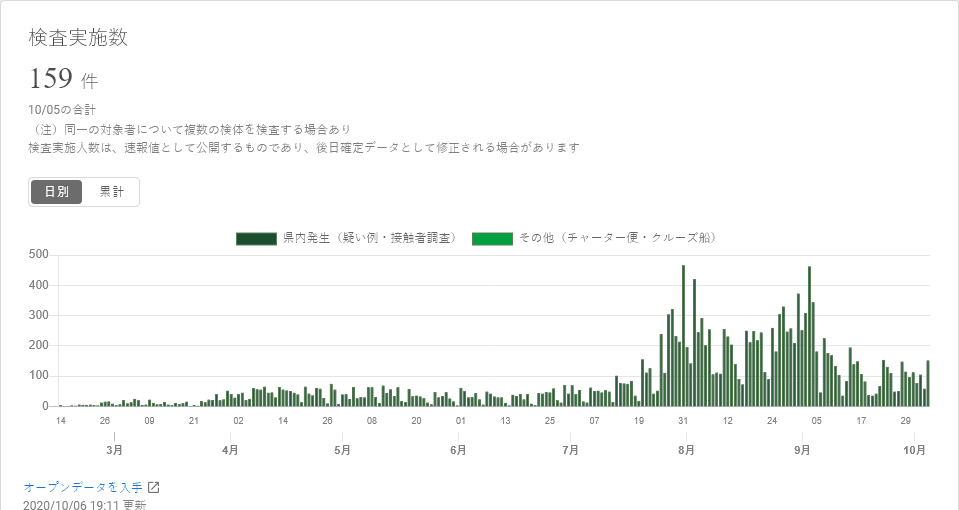 検査実施数
159 件
10/05の合計
（注）同一の対象者について複数の検体を検査する場合あり
検査実施人数は、速報値として公開するものであり、後日確定データとして修正される場合があります
日別 累計
県内発生（疑い例・接触者調査） その他（チャーター便・クルーズ船）
500
400
300
200
100
0
14 26 09 21 02 14 26 08 20 01 13 25 07 19 31 12 24 05 17 29
3月 4月 5月 6月 7月 8月 9月 10月
オープンデータを入手
2020/10/06 19:11 更新